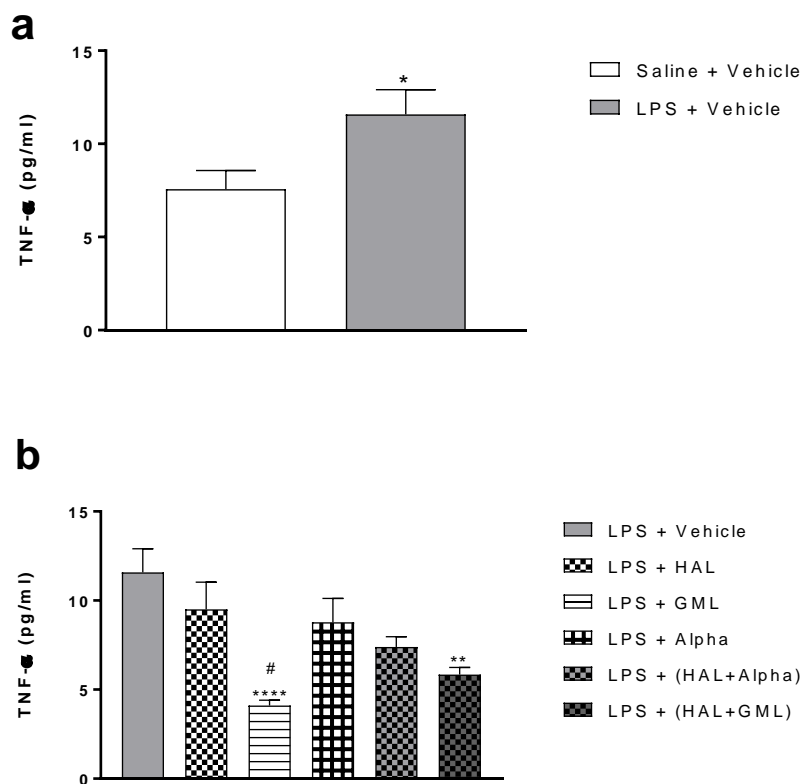 a
15
10
5
0
TNF-α (pg/ml)
*
Saline + Vehicle
LPS + Vehicle
b
15
10
5
0
TNF-α (pg/ml)
#
****
**
LPS + Vehicle
LPS + HAL
LPS + GML
LPS + Alpha
LPS + (HAL+Alpha)
LPS + (HAL+GML)